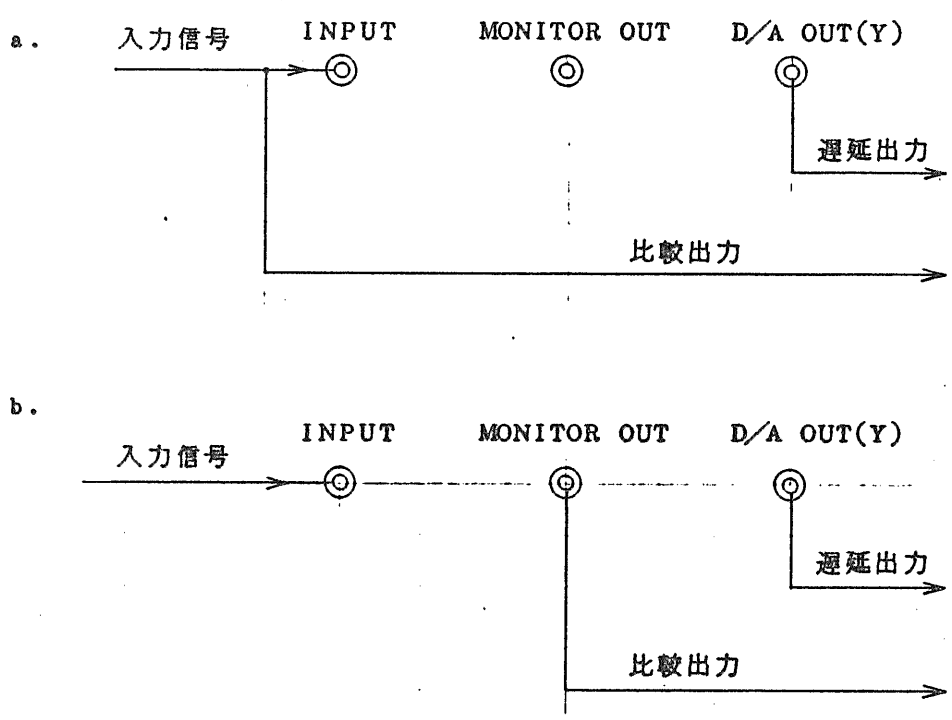 a. 入力信号 INPUT MONITOR OUT D/A OUT(Y)
遅延出力
比較出力
b.
INPUT MONITOR OUT D/A OUT(Y)
入力信号
遅延出力
比較出力